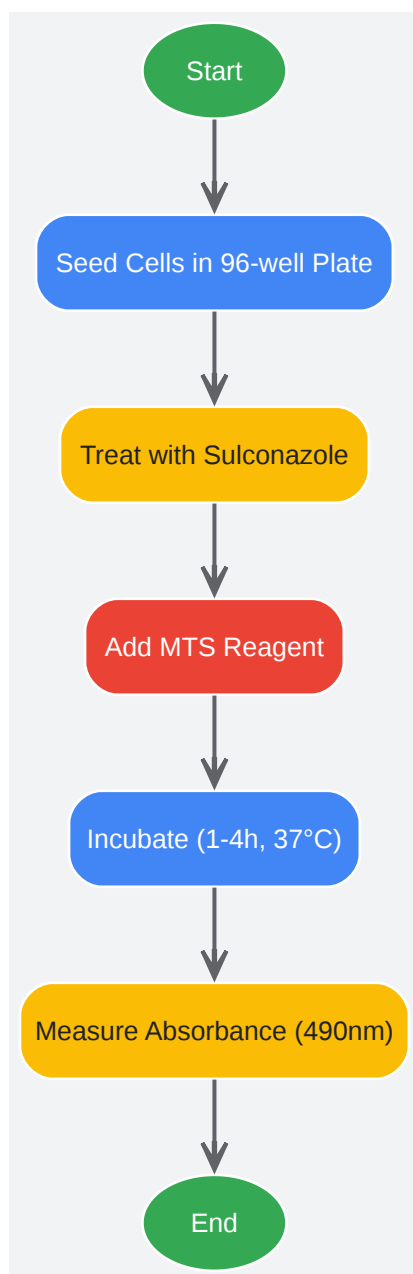 Start
Seed Cells in 96-well Plate
Treat with Sulconazole
Add MTS Reagent
Incubate (1-4h, 37°C)
Measure Absorbance (490nm)
End